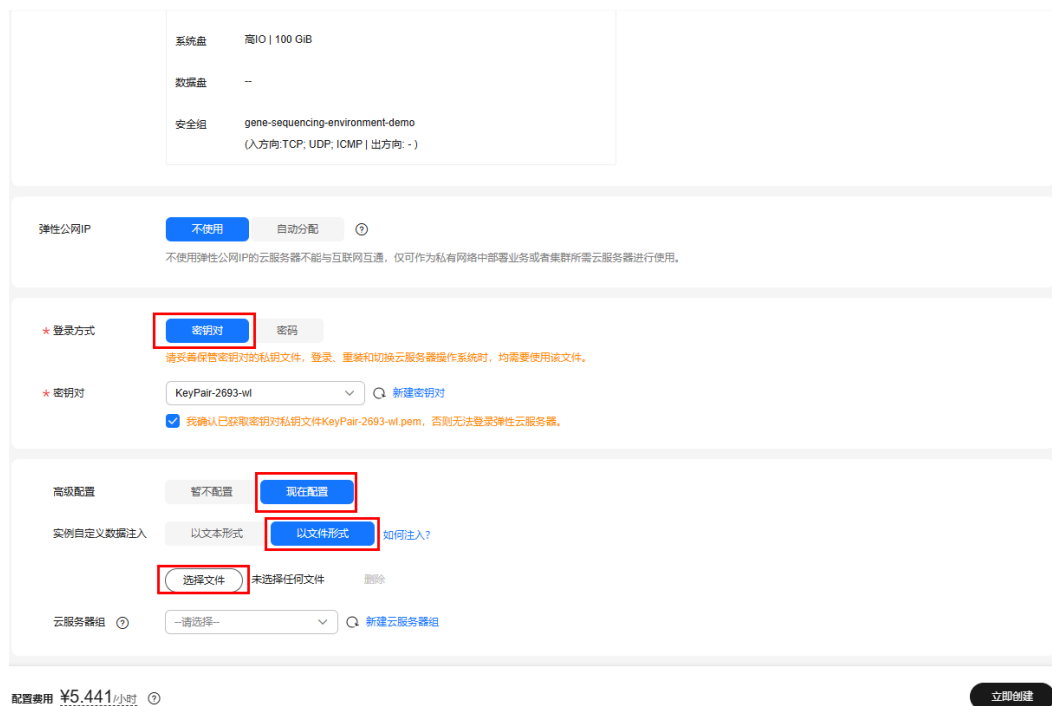 系统盘 高IO | 100 GiB
数据盘 --
安全组 gene-sequencing-environment-demo
(入方向:TCP; UDP; ICMP | 出方向: - )
弹性公网IP 不使用 自动分配 ?
不使用弹性公网IP的云服务器不能与互联网互通，仅可作为私有网络中部署业务或者集群所需云服务器进行使用。
* 登录方式 密钥对 密码
请妥善保管密钥对的私钥文件，登录、重装和切换云服务器操作系统时，均需要使用该文件。
* 密钥对 KeyPair-2693-wl 新建密钥对
我确认已获取密钥对私钥文件KeyPair-2693-wl.pem，否则无法登录弹性云服务器。
高级配置 暂不配置 现在配置
实例自定义数据注入 以文本形式 以文件形式 如何注入?
选择文件 未选择任何文件 删除
云服务器组 ? --请选择-- 新建云服务器组
配置费用 ¥5.441/小时 ? 立即创建